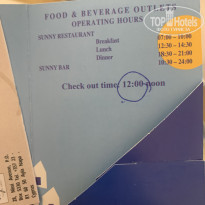 TopHotels
FOOD & BEVERAGE OUTLETS
OPERATING HOURS
SUNNY RESTAURANT
Breakfast 07:00 - 10:00
Lunch 12:30 - 14:30
Dinner 18:30 - 21:00
SUNNY BAR 10:30 - 24:00
Check out time 12:00 noon